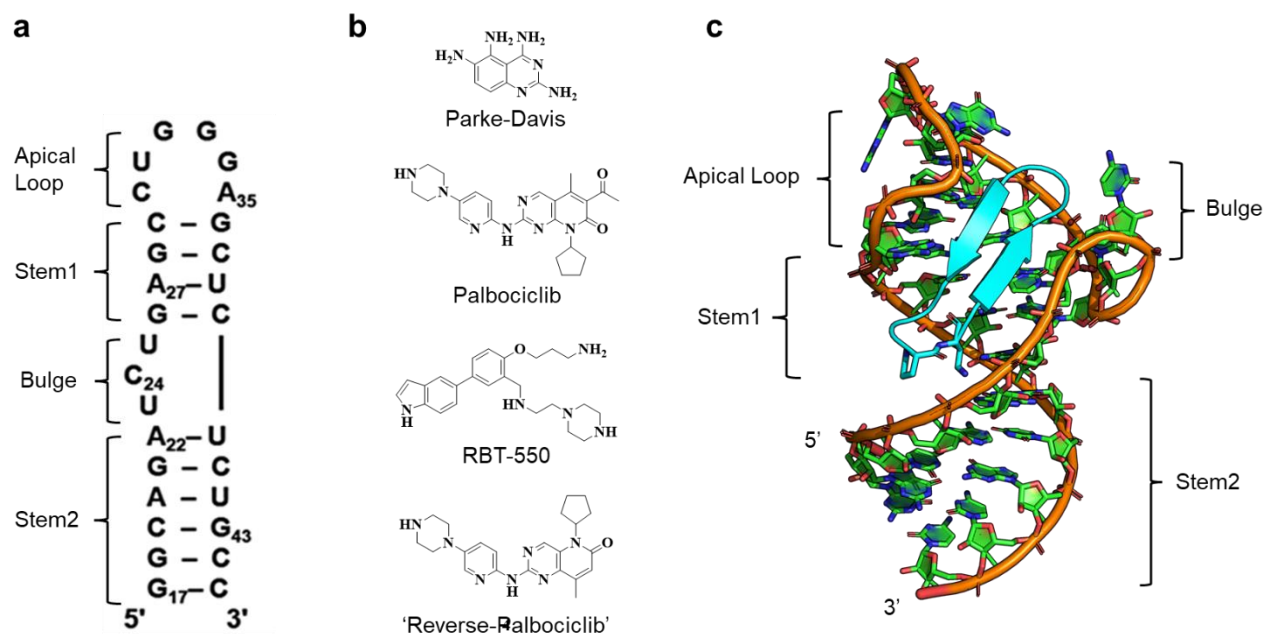 a
G G
Apical
Loop
U G
C A35
C – G
Stem1
G – C
A27 – U
G – C
U
Bulge
C24
U
A22 – U
G – C
Stem2
A – U
C – G43
G – C
G17 – C
5' 3'
b
H2N NH2 NH2
N
N NH2
Parke-Davis
HN
N N O
N N N N O
H
Palbociclib
O NH2
HN N
N
H NH
RBT-550
HN
N N N O
N N N
H
'Reverse-Palbociclib'
c
Apical Loop
Bulge
Stem1
5'
Stem2
3'